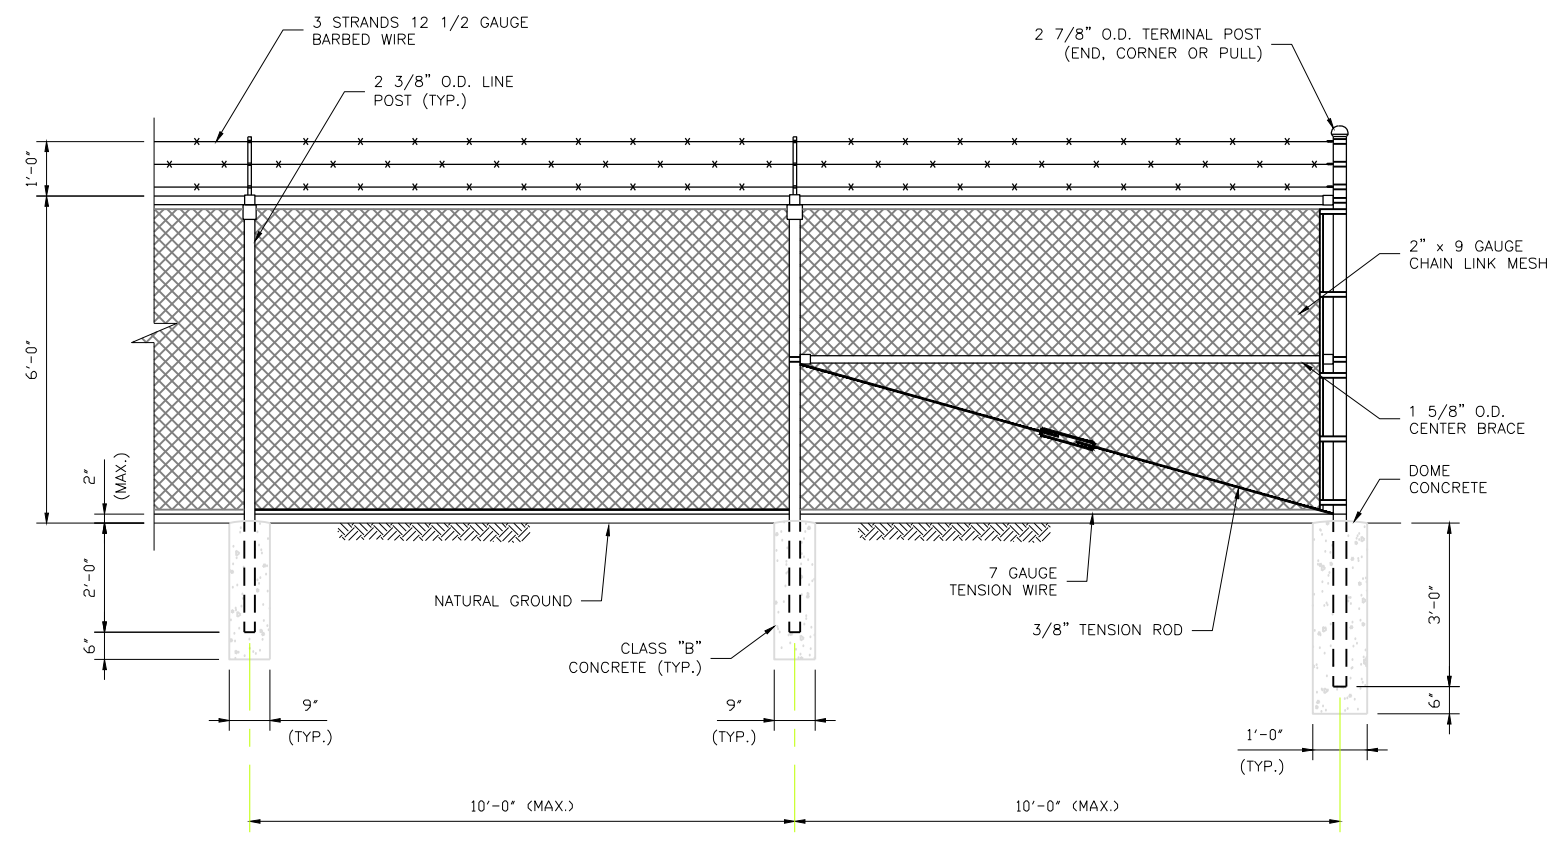 3 STRANDS 12 1/2 GAUGE
BARBED WIRE
2 7/8" O.D. TERMINAL POST
(END, CORNER OR PULL)
2 3/8" O.D. LINE
POST (TYP.)
1'-0"
2" x 9 GAUGE
CHAIN LINK MESH
6'-0"
1 5/8" O.D.
CENTER BRACE
2"
(MAX.)
DOME
CONCRETE
2'-0"
7 GAUGE
TENSION WIRE
NATURAL GROUND
3'-0"
3/8" TENSION ROD
6"
CLASS "B"
CONCRETE (TYP.)
6"
9"
(TYP.)
9"
(TYP.)
1'-0"
(TYP.)
10'-0" (MAX.)
10'-0" (MAX.)